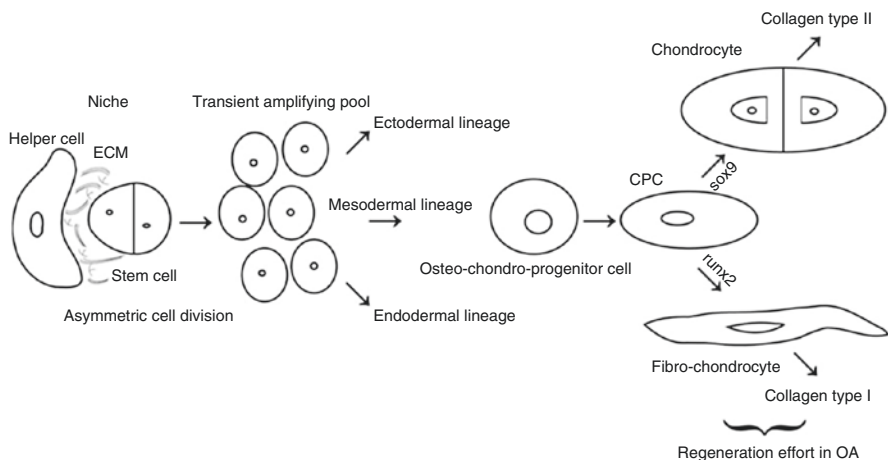 Collagen type II
Chondrocyte
Niche
Transient amplifying pool
Helper cell
ECM
Ectodermal lineage
CPC
sox9
Mesodermal lineage
Osteo-chondro-progenitor cell
Stem cell
runx2
Asymmetric cell division
Endodermal lineage
Fibro-chondrocyte
Collagen type I
Regeneration effort in OA